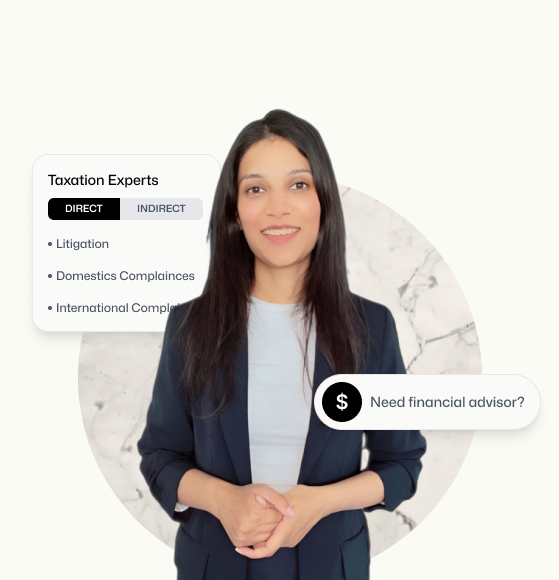 Taxation Experts
DIRECT INDIRECT
• Litigation
• Domestics Complainces
• International
$ Need financial advisor?